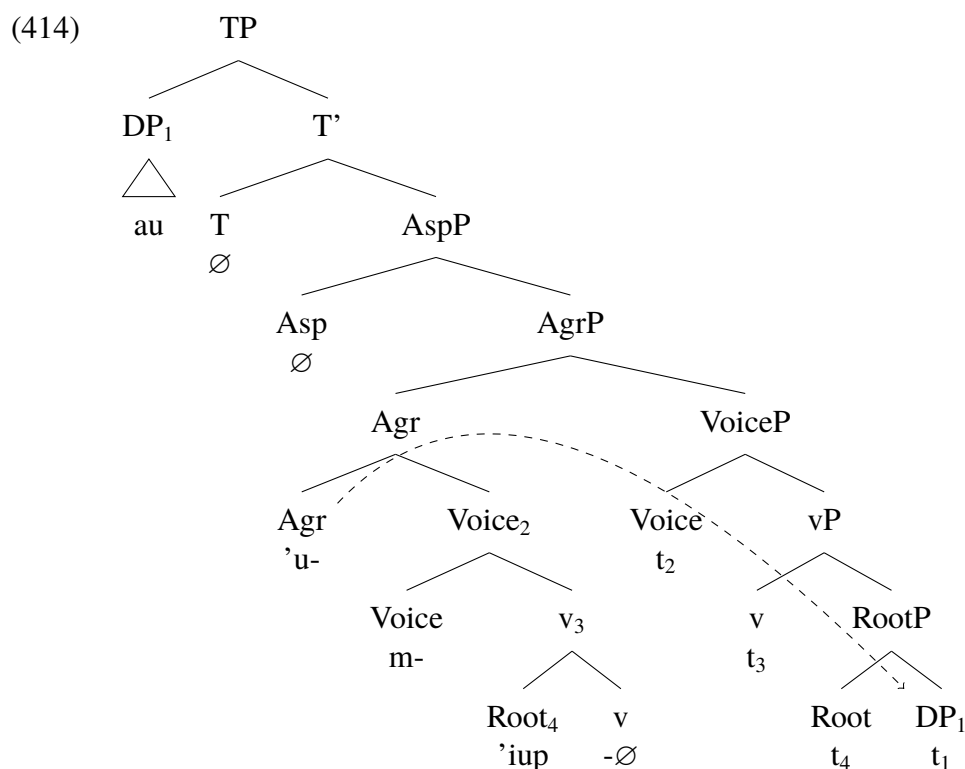 (414) TP
DP₁ T’
au T AspP
∅
Asp AgrP
∅
Agr VoiceP
Agr Voice₂ Voice vP
’u- t₂
Voice v₃ v RootP
m- t₃
Root₄ v Root DP₁
’iup -∅ t₄ t₁